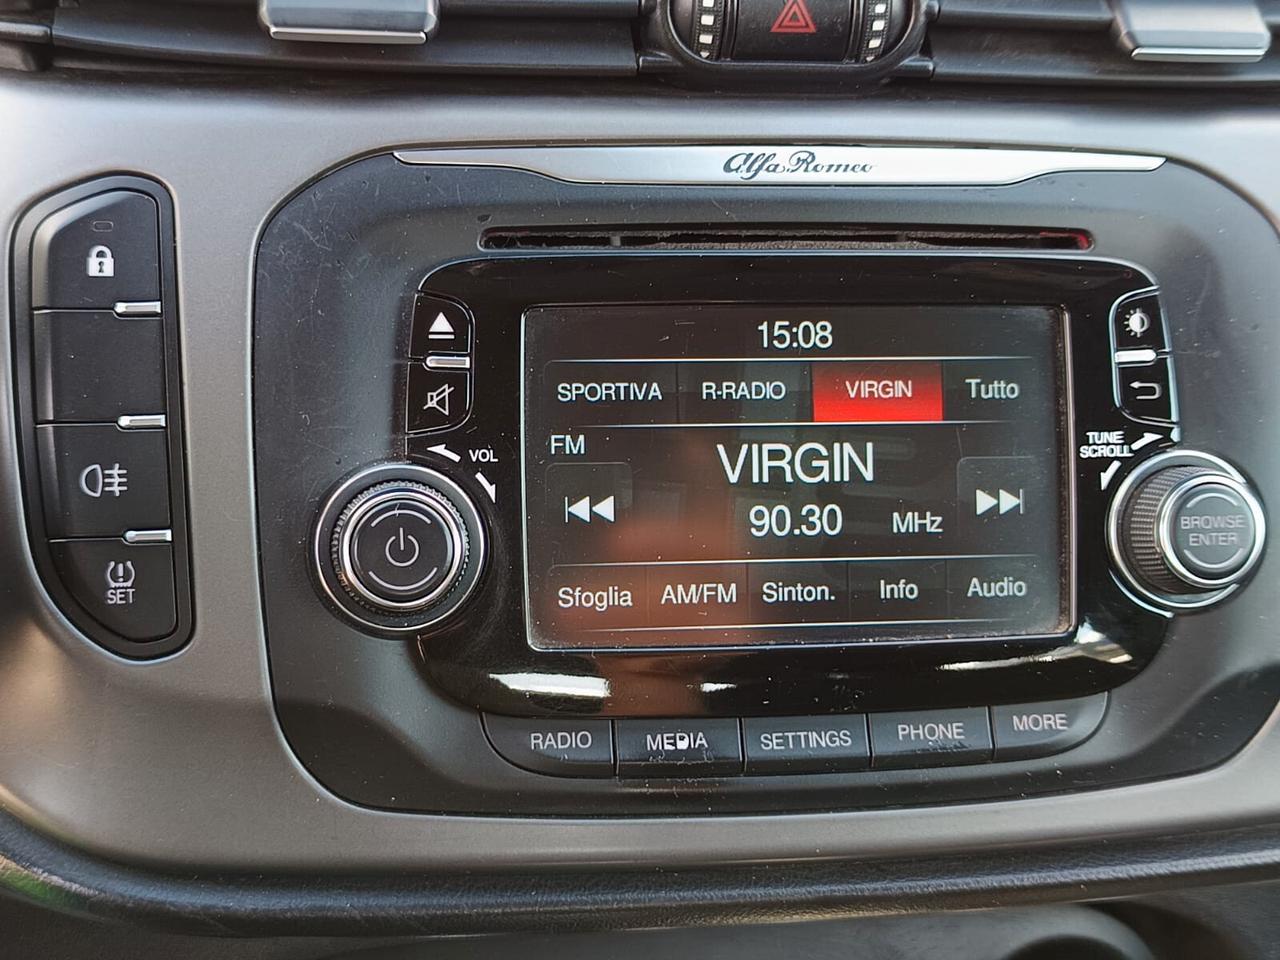 Alfa Romeo
15:08
SPORTIVA R-RADIO VIRGIN Tutto
FM
VIRGIN
90.30 MHz
Sfoglia AM/FM Sinton. Info Audio
VOL
TUNE
SCROLL
BROWSE
ENTER
SET
RADIO MEDIA SETTINGS PHONE MORE